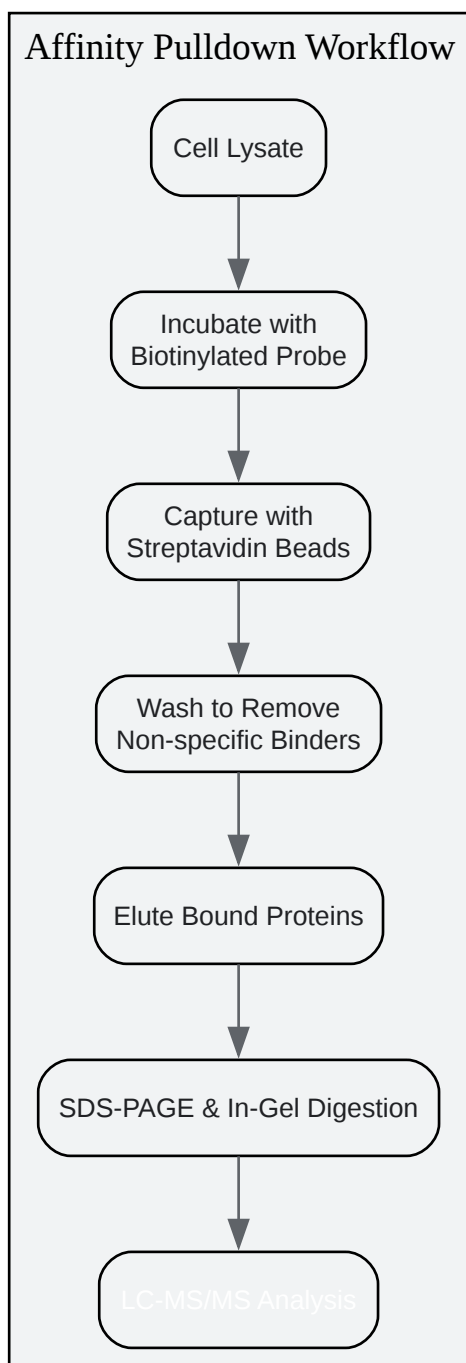 Affinity Pulldown Workflow
Cell Lysate
Incubate with
Biotinylated Probe
Capture with
Streptavidin Beads
Wash to Remove
Non-specific Binders
Elute Bound Proteins
SDS-PAGE & In-Gel Digestion
LC-MS/MS Analysis